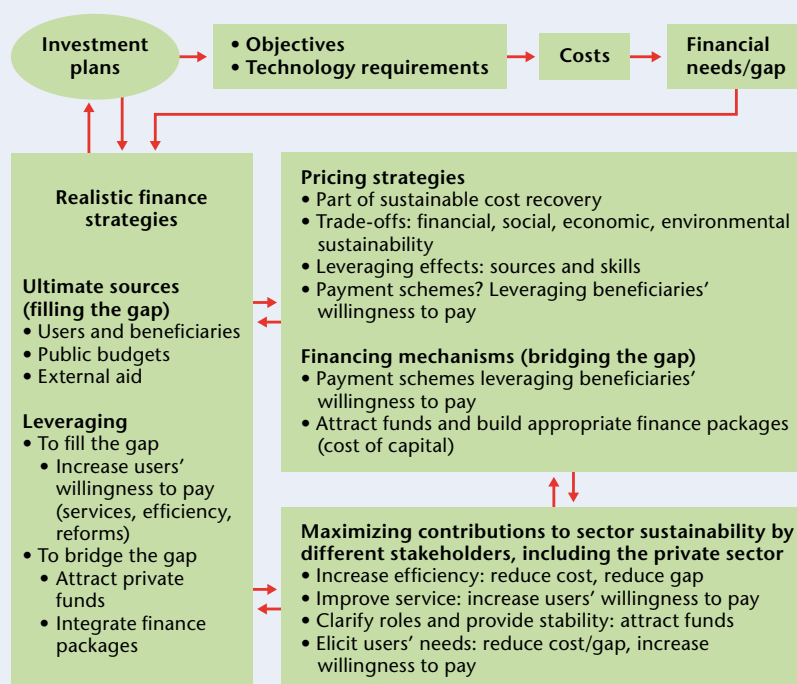 Investment
plans
• Objectives
• Technology requirements
Costs
Financial
needs/gap
Realistic finance
strategies
Ultimate sources
(filling the gap)
• Users and beneficiaries
• Public budgets
• External aid
Leveraging
• To fill the gap
• Increase users’
willingness to pay
(services, efficiency,
reforms)
• To bridge the gap
• Attract private
funds
• Integrate finance
packages
Pricing strategies
• Part of sustainable cost recovery
• Trade-offs: financial, social, economic, environmental
sustainability
• Leveraging effects: sources and skills
• Payment schemes? Leveraging beneficiaries’
willingness to pay
Financing mechanisms (bridging the gap)
• Payment schemes leveraging beneficiaries’
willingness to pay
• Attract funds and build appropriate finance packages
(cost of capital)
Maximizing contributions to sector sustainability by
different stakeholders, including the private sector
• Increase efficiency: reduce cost, reduce gap
• Improve service: increase users’ willingness to pay
• Clarify roles and provide stability: attract funds
• Elicit users’ needs: reduce cost/gap, increase
willingness to pay